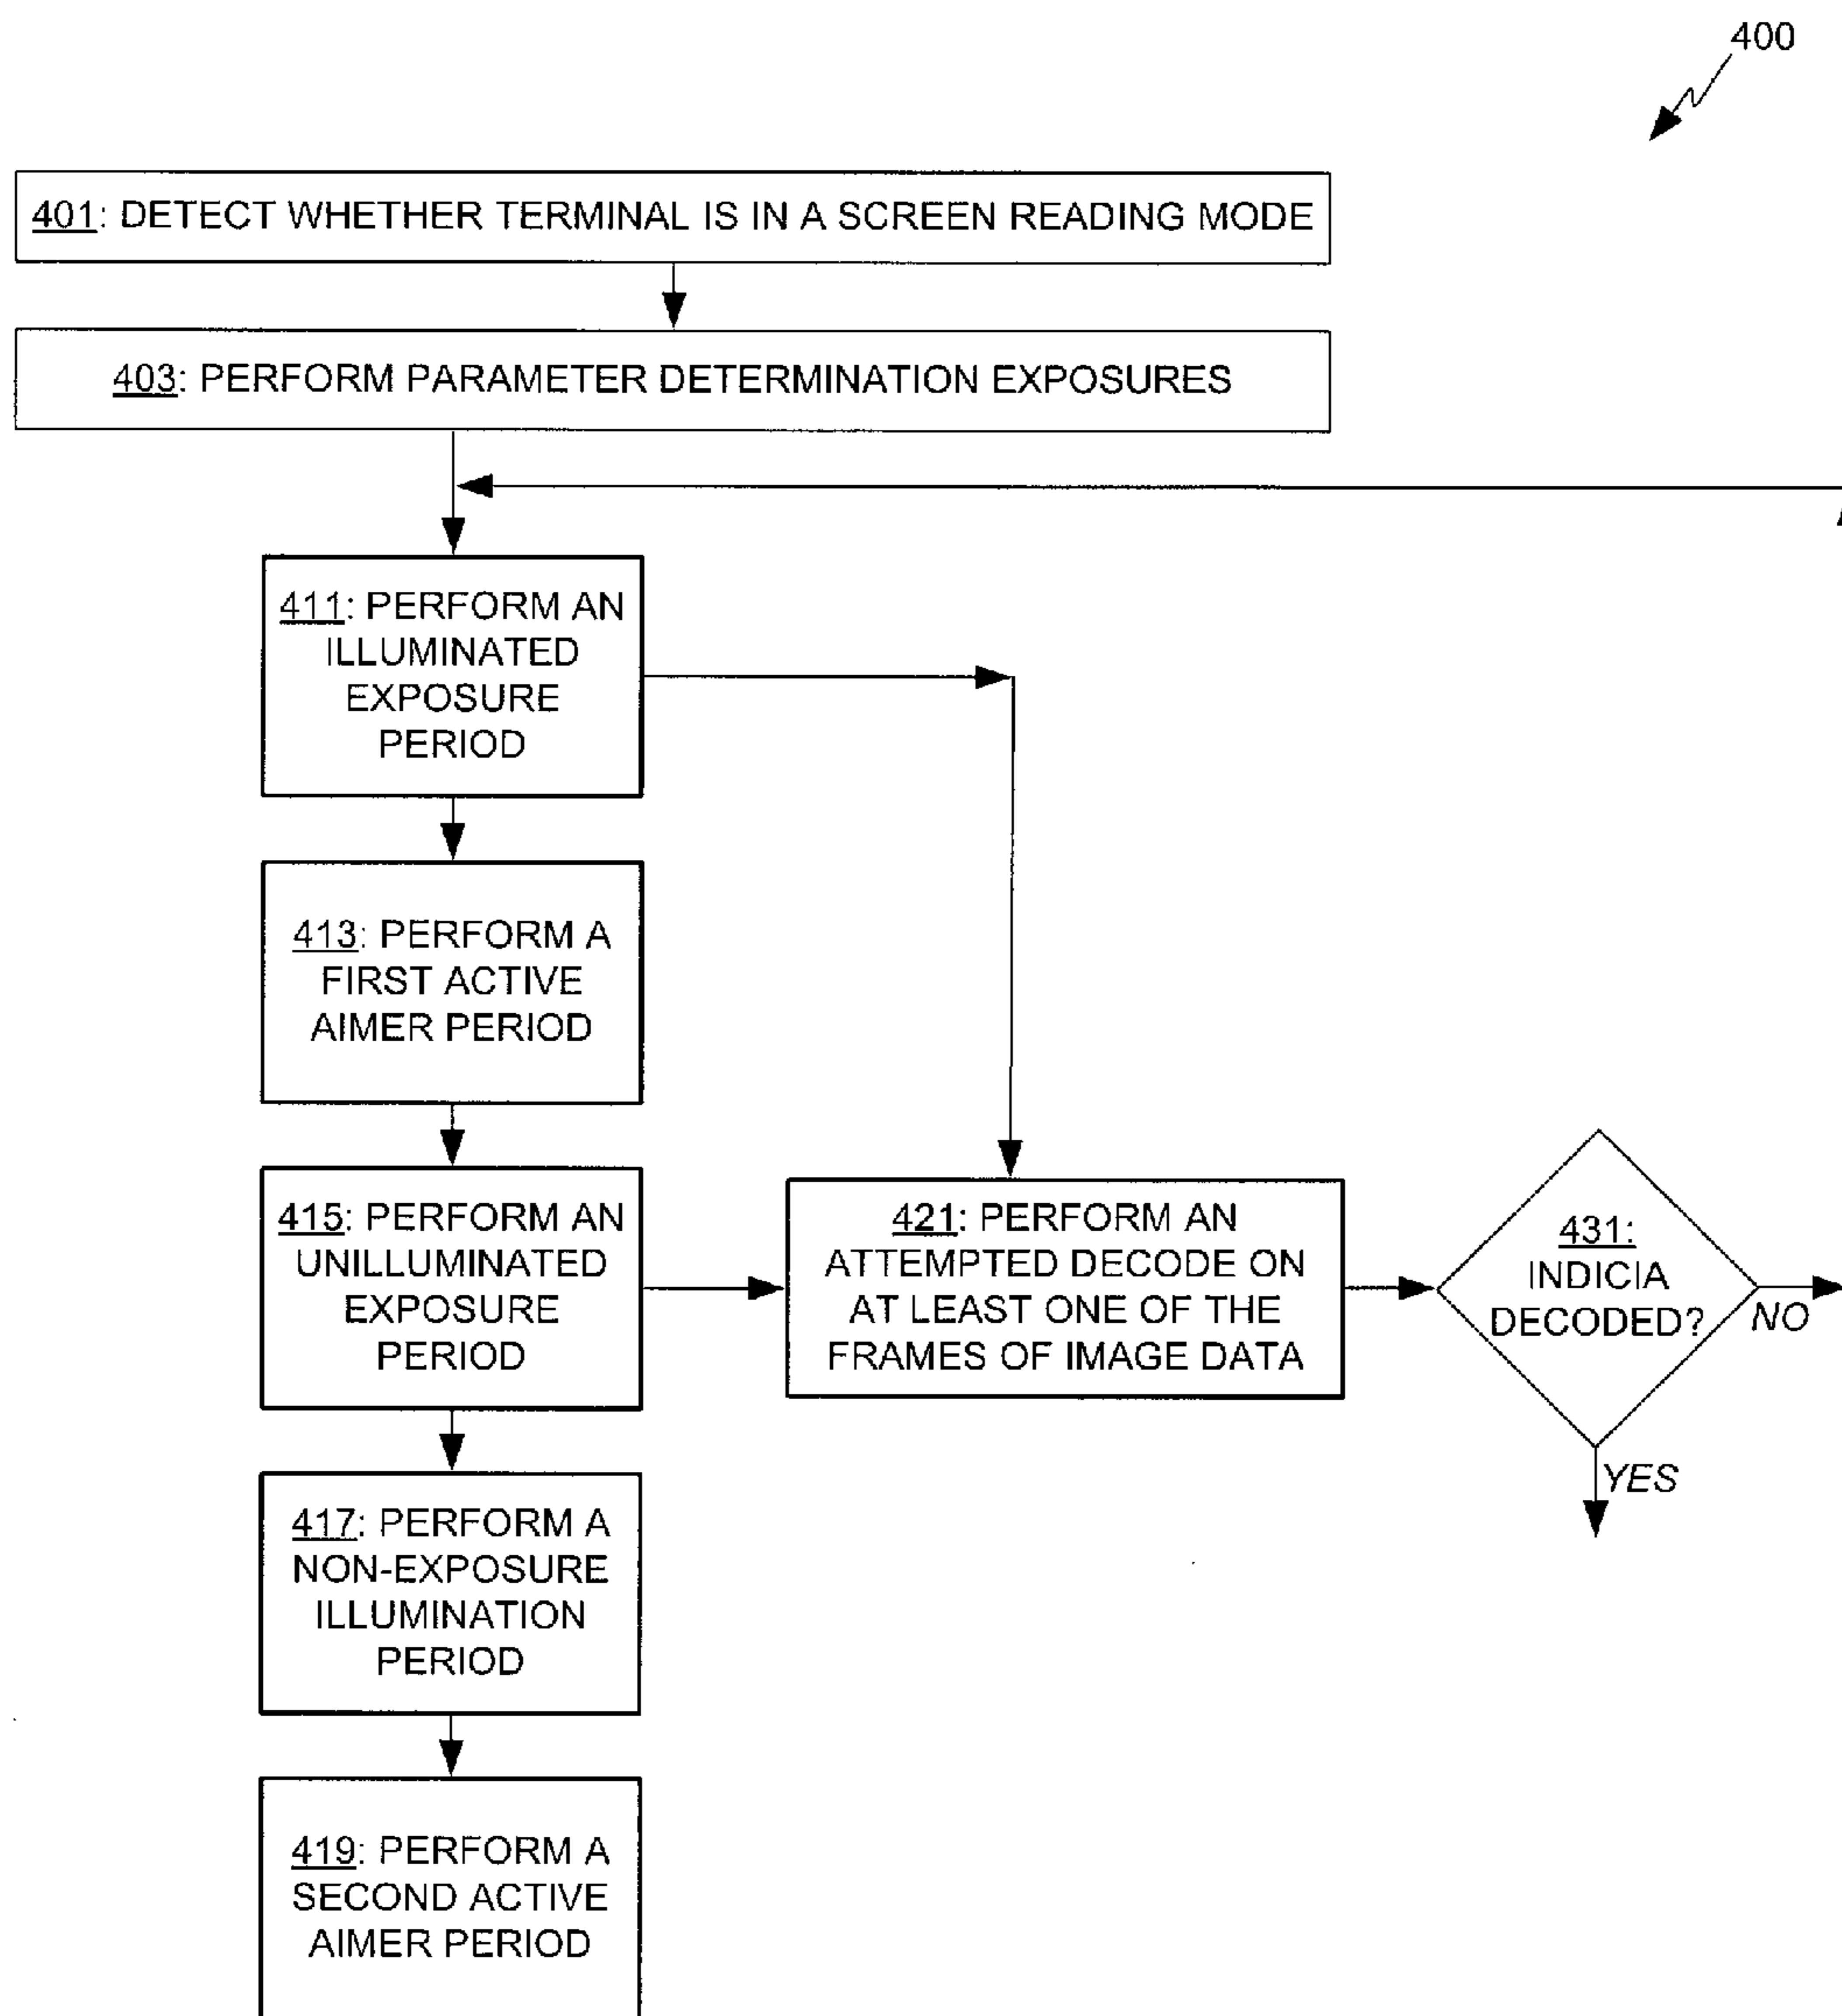 400
401: DETECT WHETHER TERMINAL IS IN A SCREEN READING MODE
403: PERFORM PARAMETER DETERMINATION EXPOSURES
411: PERFORM AN
ILLUMINATED
EXPOSURE
PERIOD
413: PERFORM A
FIRST ACTIVE
AIMER PERIOD
415: PERFORM AN
UNILLUMINATED
EXPOSURE
PERIOD
421: PERFORM AN
ATTEMPTED DECODE ON
AT LEAST ONE OF THE
FRAMES OF IMAGE DATA
431:
INDICIA
DECODED?
NO
YES
417: PERFORM A
NON-EXPOSURE
ILLUMINATION
PERIOD
419: PERFORM A
SECOND ACTIVE
AIMER PERIOD